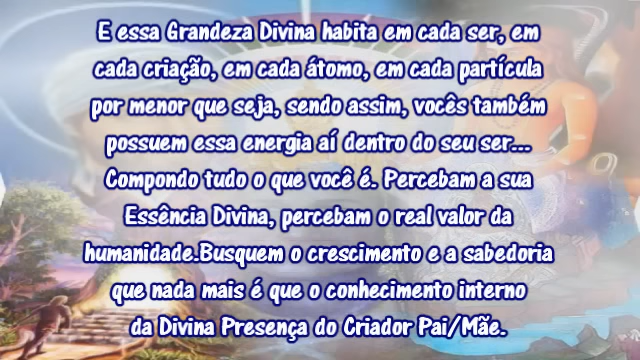 E essa Grandeza Divina habita em cada ser, em
cada criação, em cada átomo, em cada partícula
por menor que seja, sendo assim, vocês também
possuem essa energia aí dentro do seu ser...
Compondo tudo o que você é. Percebam a sua
Essência Divina, percebam o real valor da
humanidade.Busquem o crescimento e a sabedoria
que nada mais é que o conhecimento interno
da Divina Presença do Criador Pai/Mãe.